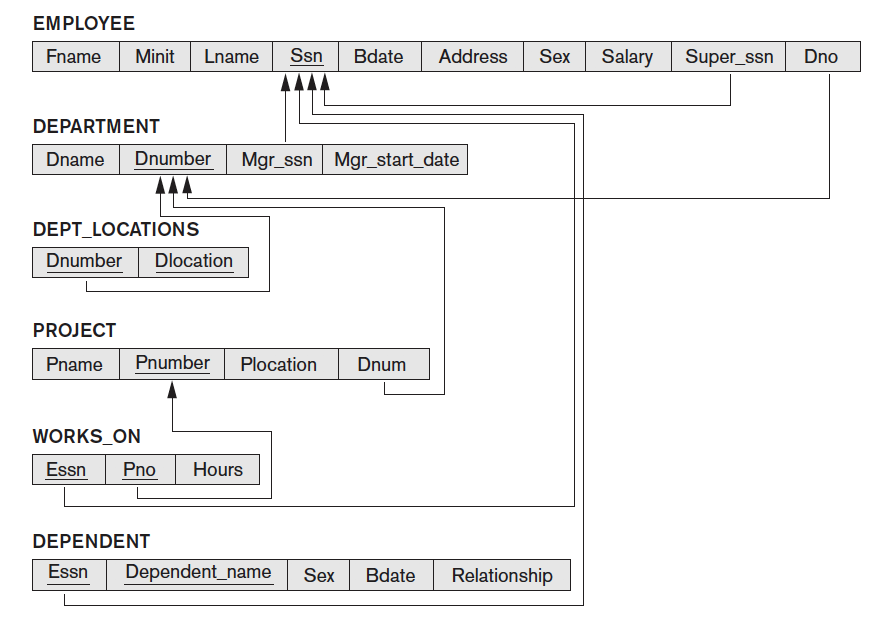 EMPLOYEE
Fname Minit Lname Ssn Bdate Address Sex Salary Super_ssn Dno
DEPARTMENT
Dname Dnumber Mgr_ssn Mgr_start_date
DEPT_LOCATIONS
Dnumber Dlocation
PROJECT
Pname Pnumber Plocation Dnum
WORKS_ON
Essn Pno Hours
DEPENDENT
Essn Dependent_name Sex Bdate Relationship